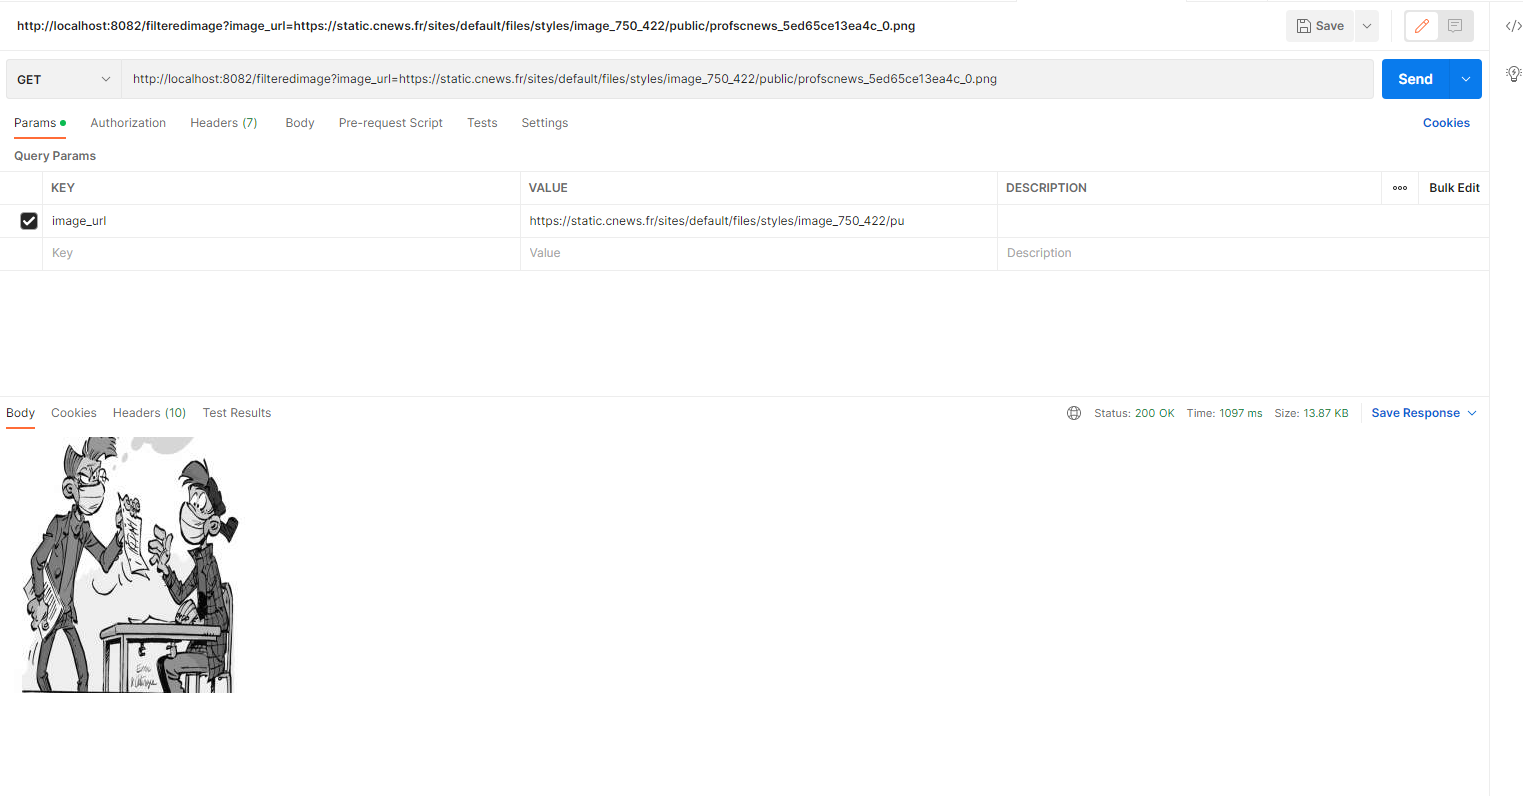 http://localhost:8082/filteredimage?image_url=https://static.cnews.fr/sites/default/files/styles/image_750_422/public/profscnews_5ed65ce13ea4c_0.png
Save
GET
http://localhost:8082/filteredimage?image_url=https://static.cnews.fr/sites/default/files/styles/image_750_422/public/profscnews_5ed65ce13ea4c_0.png
Send
Params Authorization Headers (7) Body Pre-request Script Tests Settings Cookies
Query Params
KEY VALUE DESCRIPTION Bulk Edit
image_url https://static.cnews.fr/sites/default/files/styles/image_750_422/pu
Key Value Description
Body Cookies Headers (10) Test Results Status: 200 OK Time: 1097 ms Size: 13.87 KB Save Response